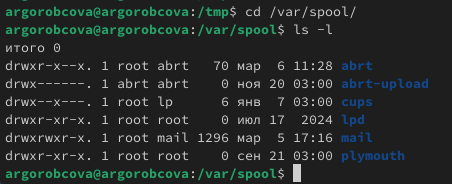 argorobcova@argorobcova:/tmp$ cd /var/spool/
argorobcova@argorobcova:/var/spool$ ls -l
итого 0
drwxr-x--x. 1 root abrt   70 мар  6 11:28 abrt
drwx------. 1 abrt abrt    0 ноя 20 03:00 abrt-upload
drwx--x---. 1 root lp      6 янв  7 03:00 cups
drwxr-xr-x. 1 root root    0 июл 17  2024 lpd
drwxrwxr-x. 1 root mail 1296 мар  5 17:16 mail
drwxr-xr-x. 1 root root    0 сен 21 03:00 plymouth
argorobcova@argorobcova:/var/spool$